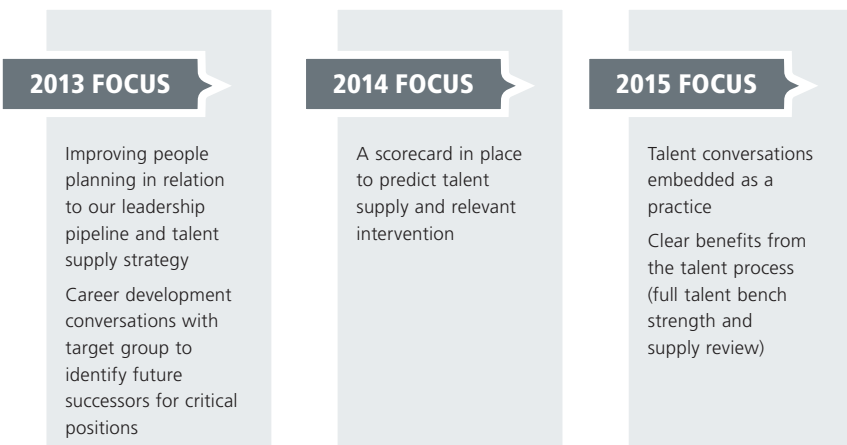 2013 FOCUS
Improving people
planning in relation
to our leadership
pipeline and talent
supply strategy
Career development
conversations with
target group to
identify future
successors for critical
positions
2014 FOCUS
A scorecard in place
to predict talent
supply and relevant
intervention
2015 FOCUS
Talent conversations
embedded as a
practice
Clear benefits from
the talent process
(full talent bench
strength and
supply review)